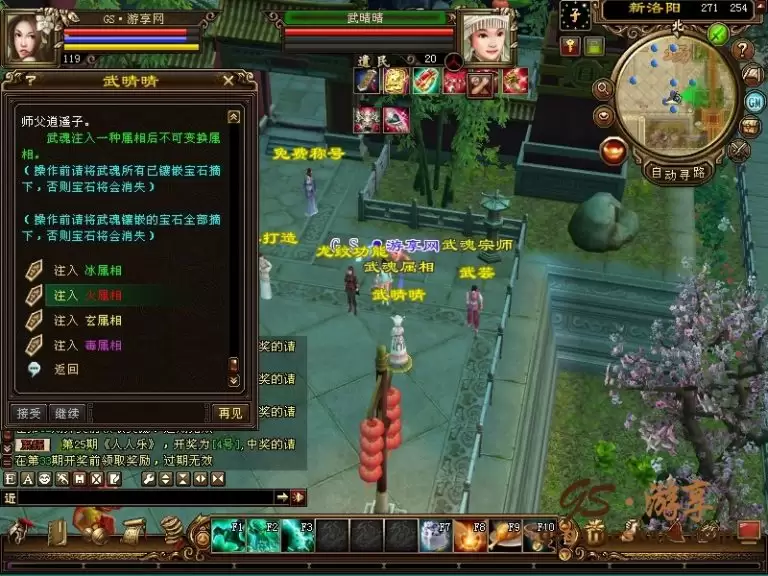 GS·游享网
119
武晴晴
遗民
20
子
新洛阳
271 254
北
GM
自动寻路
武晴晴
师父逍遥子。
武魂注入一种属相后不可变换属
相。
(操作前请将武魂所有已镶嵌宝石摘
下,否则宝石将会消失)
(操作前请将武魂镶嵌的宝石全部摘
下,否则宝石将会消失)
注入 冰属相
注入 火属相
注入 玄属相
注入 毒属相
返回
接受
继续
再见
免费称号
打造
龙纹功能
GS·游享网
武魂宗师
武魂属相
武芸
武晴晴
奖的请
奖的请
奖的请
第25期《人人乐》,开奖为[4号],中奖的请
在第33期开奖前领取奖励,过期无效
近
F1
F2
F3
F7
F8
F9
F10
GS·游享